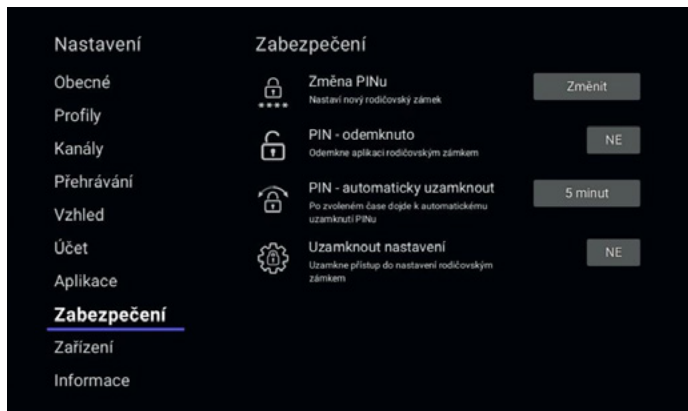 Nastavení
Obecné
Profily
Kanály
Přehrávání
Vzhled
Účet
Aplikace
Zabezpečení
Zařízení
Informace
Zabezpečení
Změna PINu
Nastaví nový rodičovský zámek
Změnit
PIN - odemknuto
Odemkne aplikaci rodičovským zámkem
NE
PIN - automaticky uzamknout
Po zvoleném čase dojde k automatickému
uzamknutí PINu
5 minut
Uzamknout nastavení
Uzamkne přístup do nastavení rodičovským
zámkem
NE